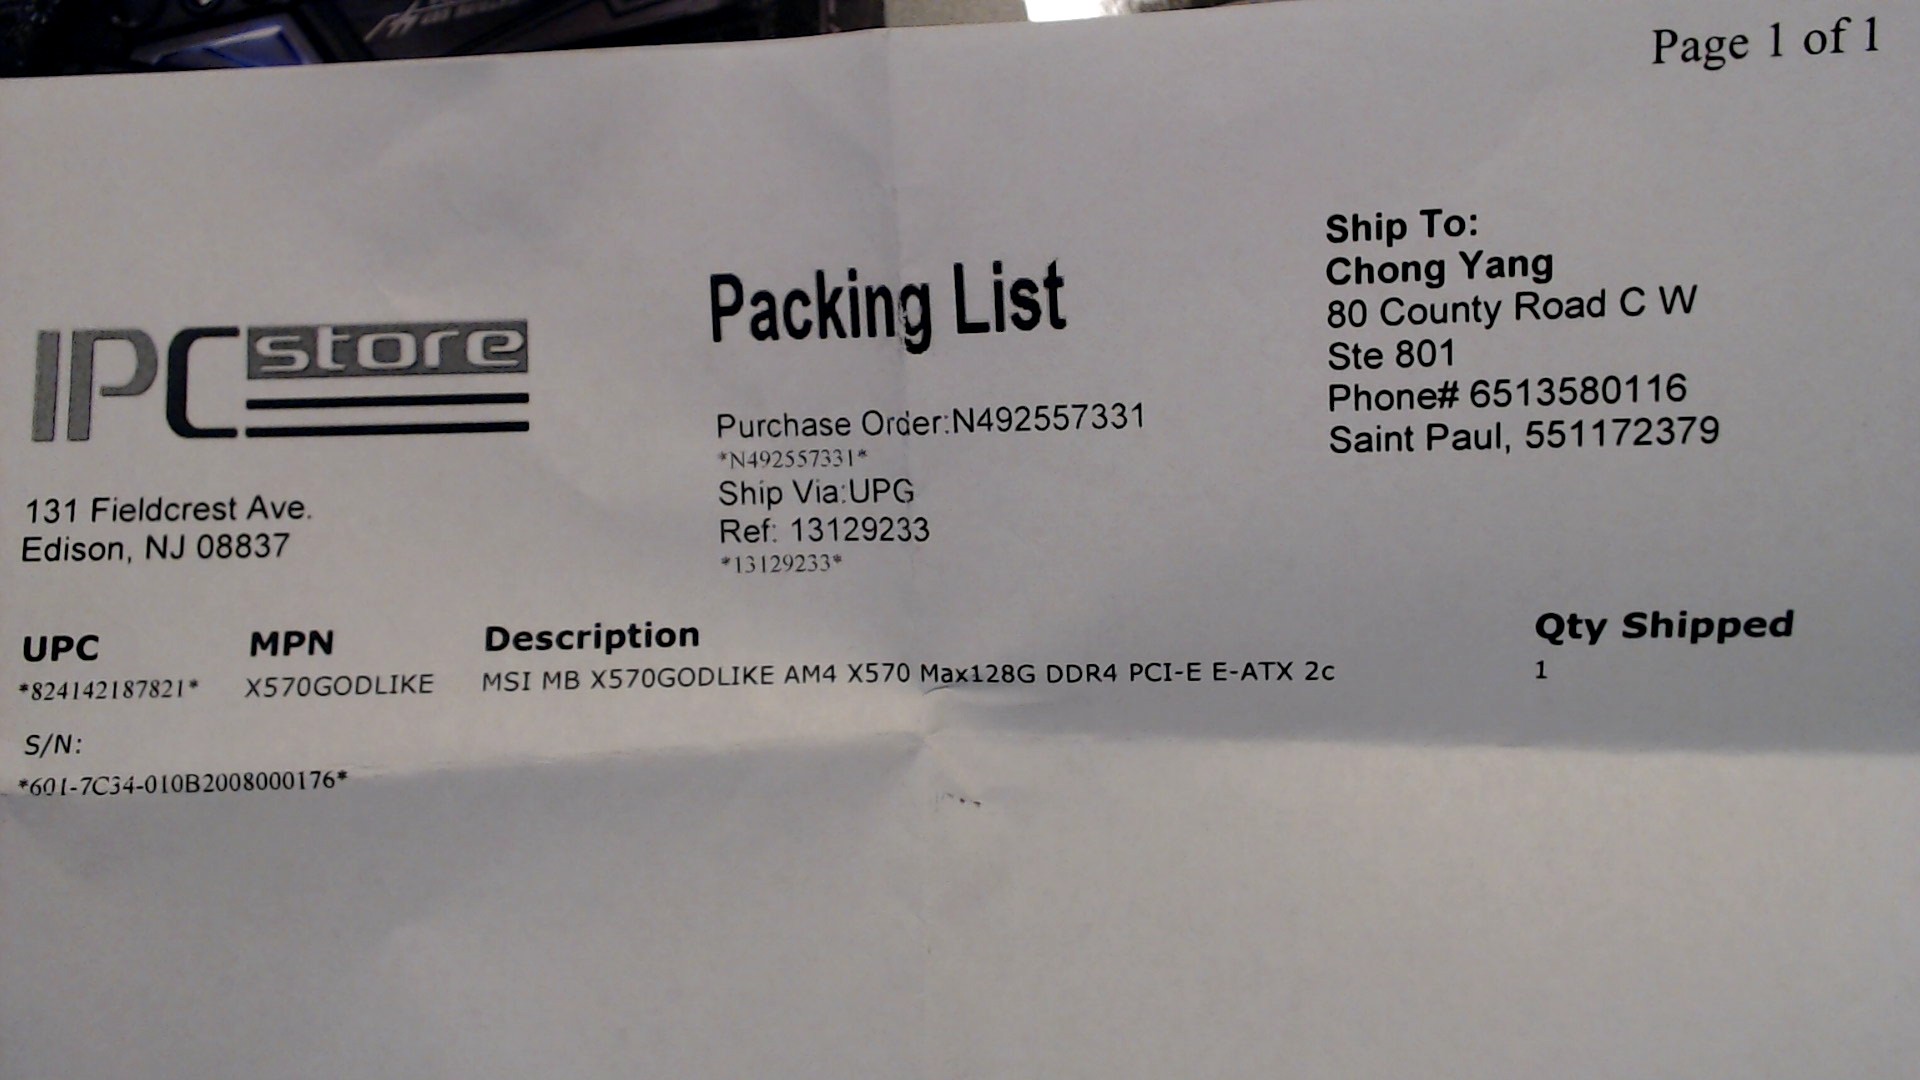 Page 1 of 1
IPC store
131 Fieldcrest Ave.
Edison, NJ 08837
Packing List
Purchase Order:N492557331
*N492557331*
Ship Via:UPG
Ref: 13129233
*13129233*
Ship To:
Chong Yang
80 County Road C W
Ste 801
Phone# 6513580116
Saint Paul, 551172379
UPC MPN Description Qty Shipped
*824142187821* X570GODLIKE MSI MB X570GODLIKE AM4 X570 Max128G DDR4 PCI-E E-ATX 2c 1
S/N:
*601-7C34-010B2008000176*